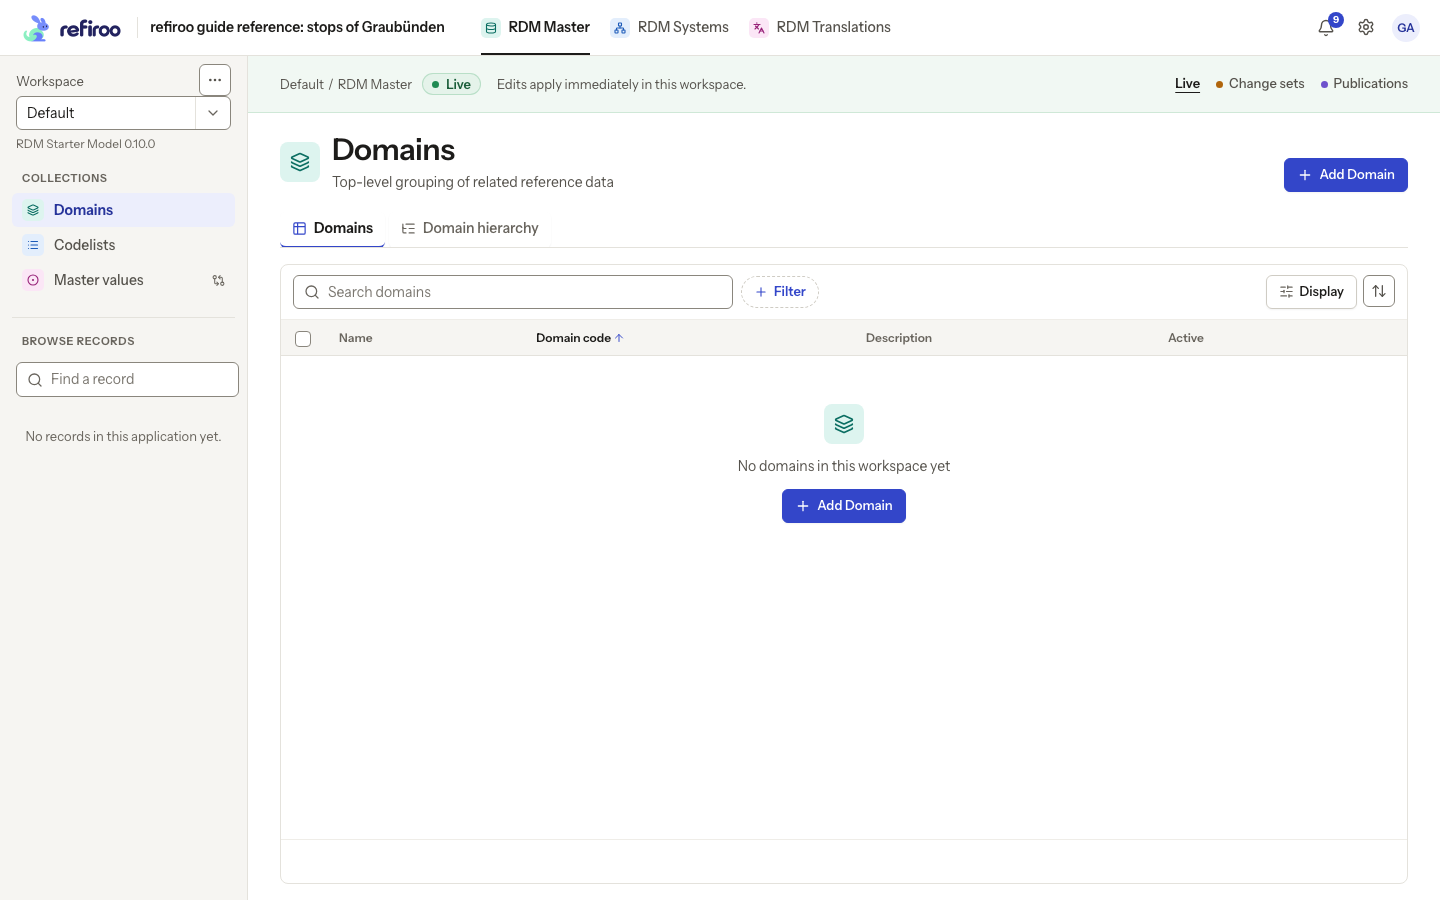 refiroo
refiroo guide reference: stops of Graubünden
RDM Master
RDM Systems
RDM Translations
9
GA
Workspace
Default
RDM Starter Model 0.10.0
COLLECTIONS
Domains
Codelists
Master values
BROWSE RECORDS
Find a record
No records in this application yet.
Default / RDM Master
Live
Edits apply immediately in this workspace.
Live
Change sets
Publications
Domains
Top-level grouping of related reference data
Add Domain
Domains
Domain hierarchy
Search domains
Filter
Display
Name
Domain code
Description
Active
No domains in this workspace yet
Add Domain